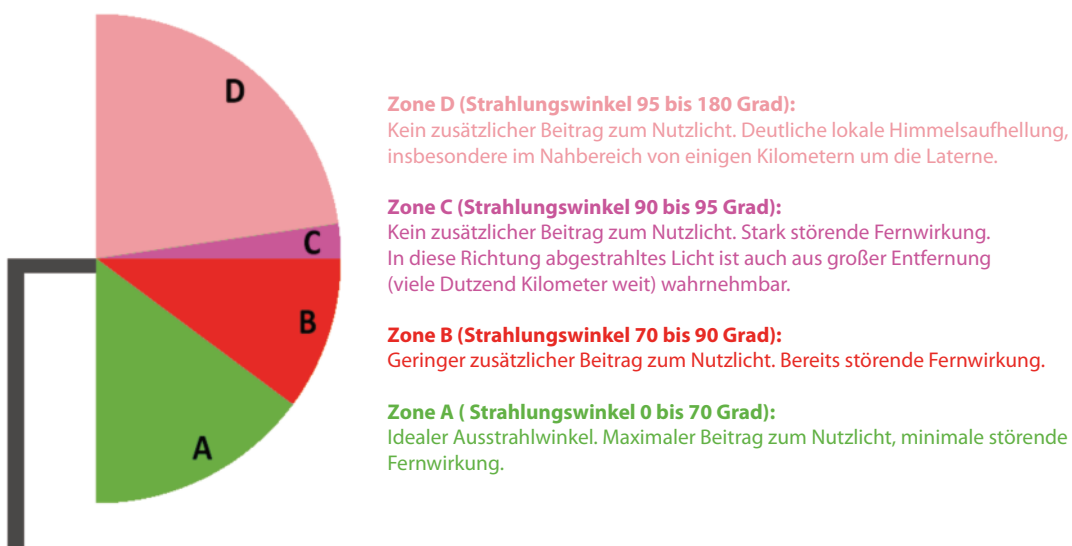 D
Zone D (Strahlungswinkel 95 bis 180 Grad):
Kein zusätzlicher Beitrag zum Nutzlicht. Deutliche lokale Himmelsaufhellung,
insbesondere im Nahbereich von einigen Kilometern um die Laterne.
C
Zone C (Strahlungswinkel 90 bis 95 Grad):
Kein zusätzlicher Beitrag zum Nutzlicht. Stark störende Fernwirkung.
In diese Richtung abgestrahltes Licht ist auch aus großer Entfernung
(viele Dutzend Kilometer weit) wahrnehmbar.
B
Zone B (Strahlungswinkel 70 bis 90 Grad):
Geringer zusätzlicher Beitrag zum Nutzlicht. Bereits störende Fernwirkung.
A
Zone A ( Strahlungswinkel 0 bis 70 Grad):
Idealer Ausstrahlwinkel. Maximaler Beitrag zum Nutzlicht, minimale störende
Fernwirkung.